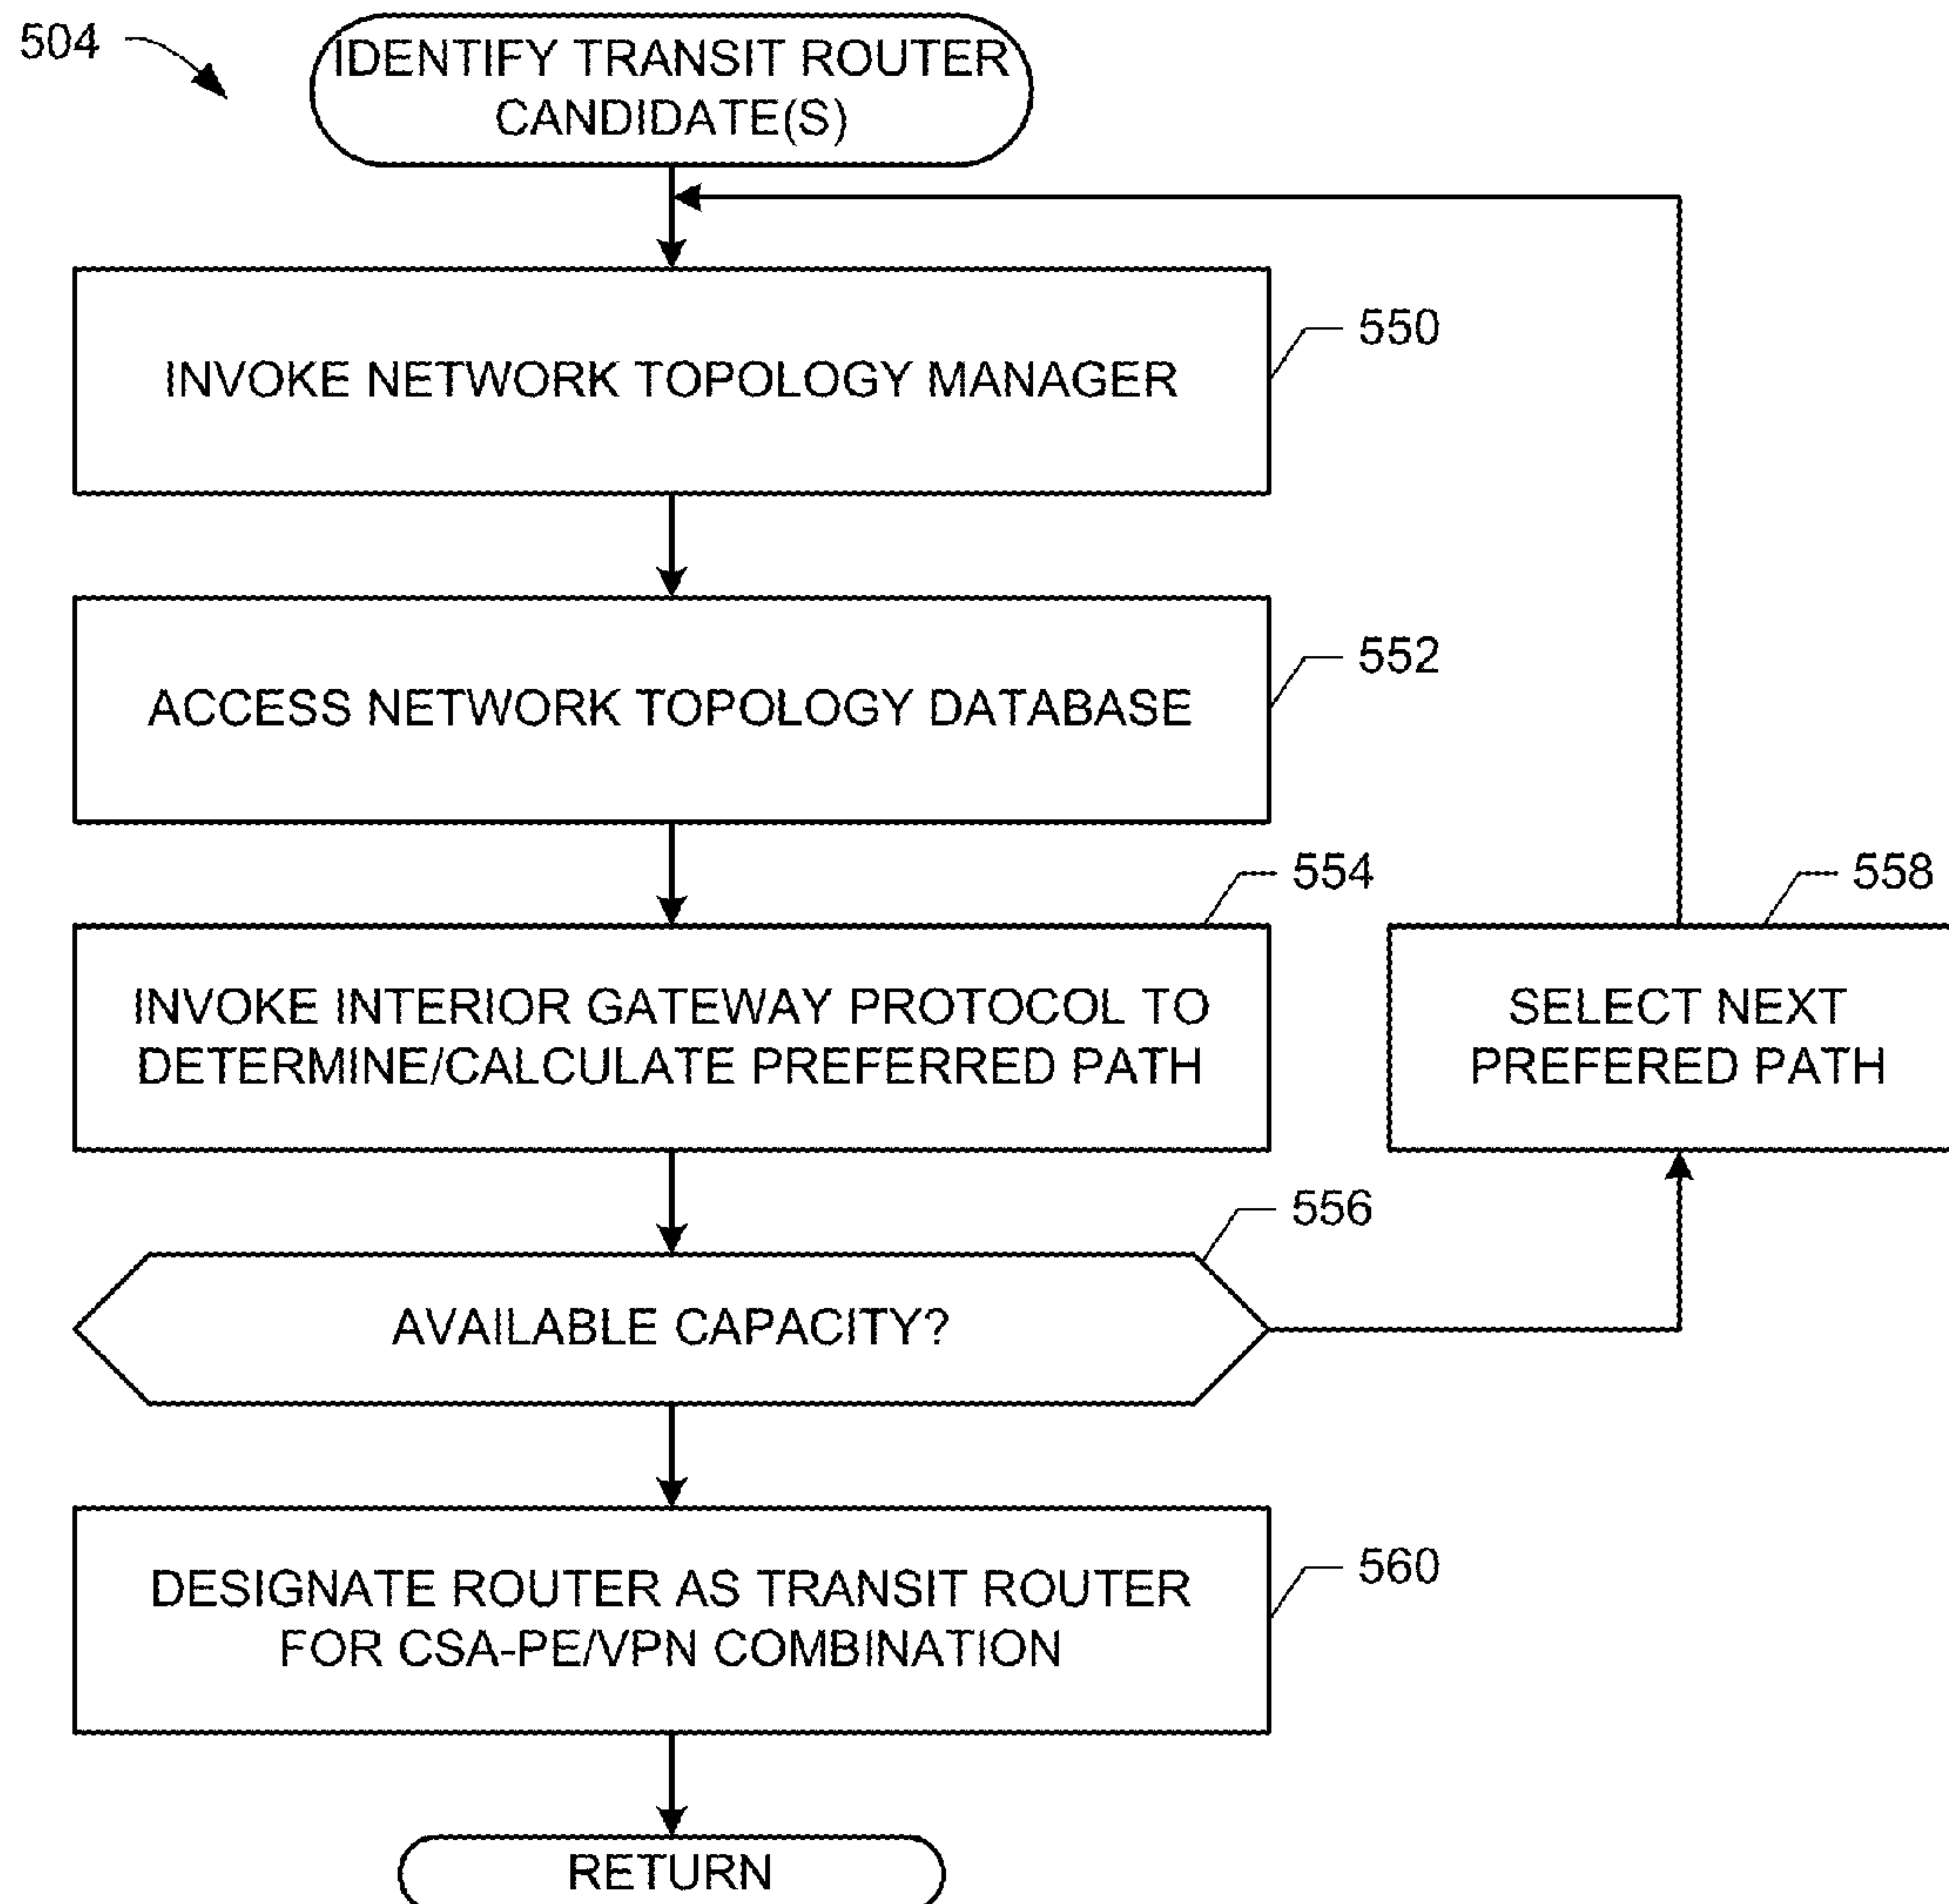 504
IDENTIFY TRANSIT ROUTER
CANDIDATE(S)
550
INVOKE NETWORK TOPOLOGY MANAGER
552
ACCESS NETWORK TOPOLOGY DATABASE
554
558
INVOKE INTERIOR GATEWAY PROTOCOL TO
DETERMINE/CALCULATE PREFERRED PATH
SELECT NEXT
PREFERED PATH
556
AVAILABLE CAPACITY?
560
DESIGNATE ROUTER AS TRANSIT ROUTER
FOR CSA-PE/VPN COMBINATION
RETURN